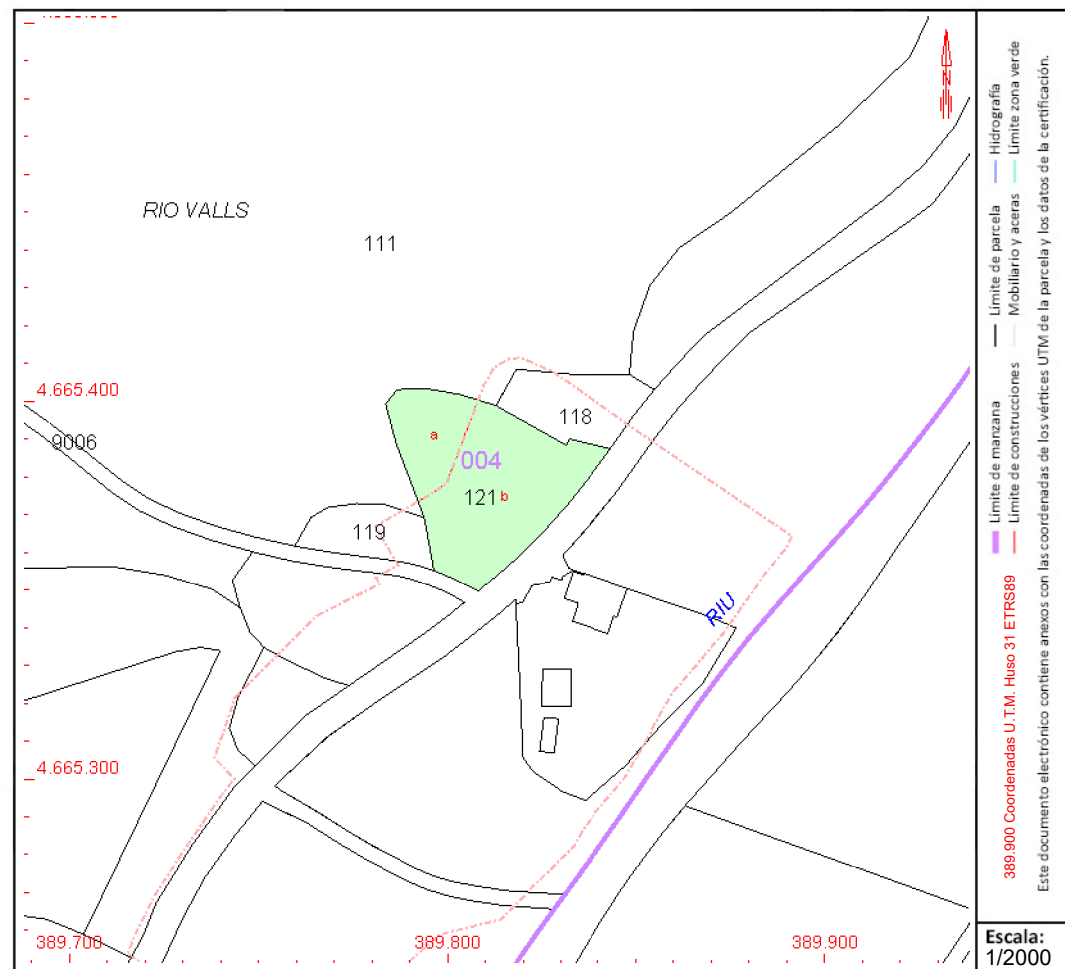 RIO VALLS
111
4.665.400
118
a
9006
004
121 b
119
RIU
4.665.300
389.700
389.800
389.900
Límite de manzana
Límite de parcela
Hidrografía
Límite de construcciones
Mobiliario y aceras
Límite zona verde
389.900 Coordenadas U.T.M. Huso 31 ETRS89
Este documento electrónico contiene anexos con las coordenadas de los vértices UTM de la parcela y los datos de la certificación.
Escala:
1/2000